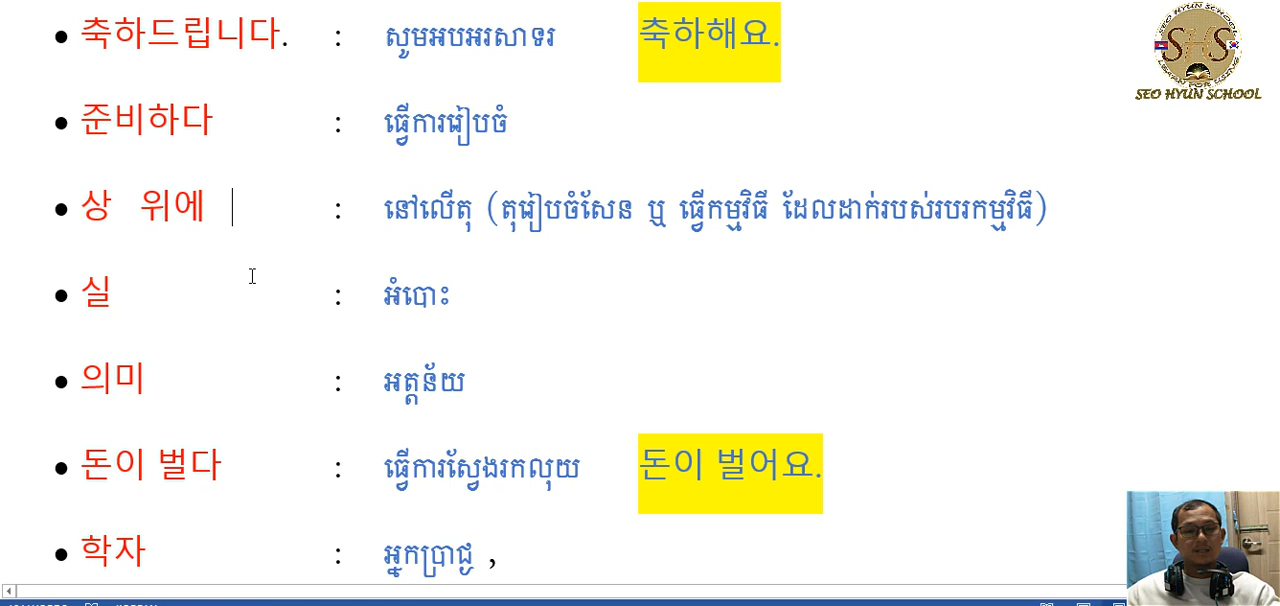 • 축하드립니다. : សូមអបអរសាទរ 축하해요.
SHS
SEO HYUN SCHOOL
• 준비하다 : ធ្វើការរៀបចំ
• 상 위에 : នៅលើតុ (តុរៀបចំសែន ឬ ធ្វើកម្មវិធី ដែលដាក់របស់របរកម្មវិធី)
• 실 : អំបោះ
• 의미 : អត្តន័យ
• 돈이 벌다 : ធ្វើការស្វែងរកលុយ 돈이 벌어요.
• 학자 : អ្នកប្រាជ្ញ ,